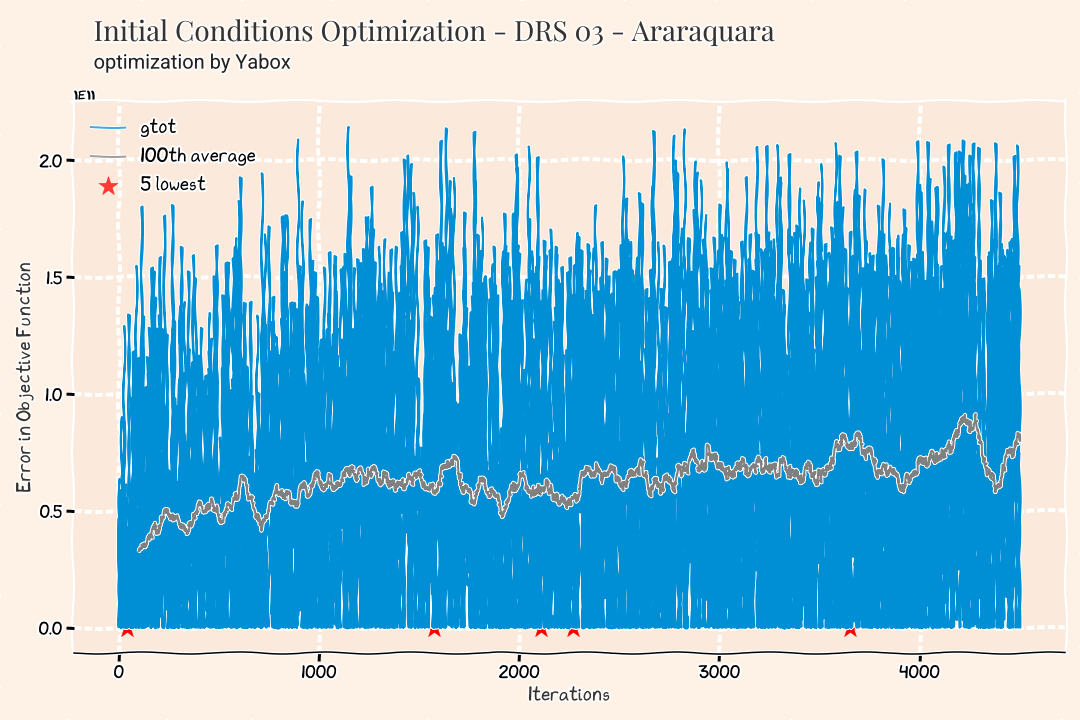 Initial Conditions Optimization - DRS 03 - Araraquara
optimization by Yabox
1E11
gtot
100th average
5 lowest
2.0
1.5
1.0
0.5
0.0
Error in Objective Function
0 1000 2000 3000 4000
Iterations